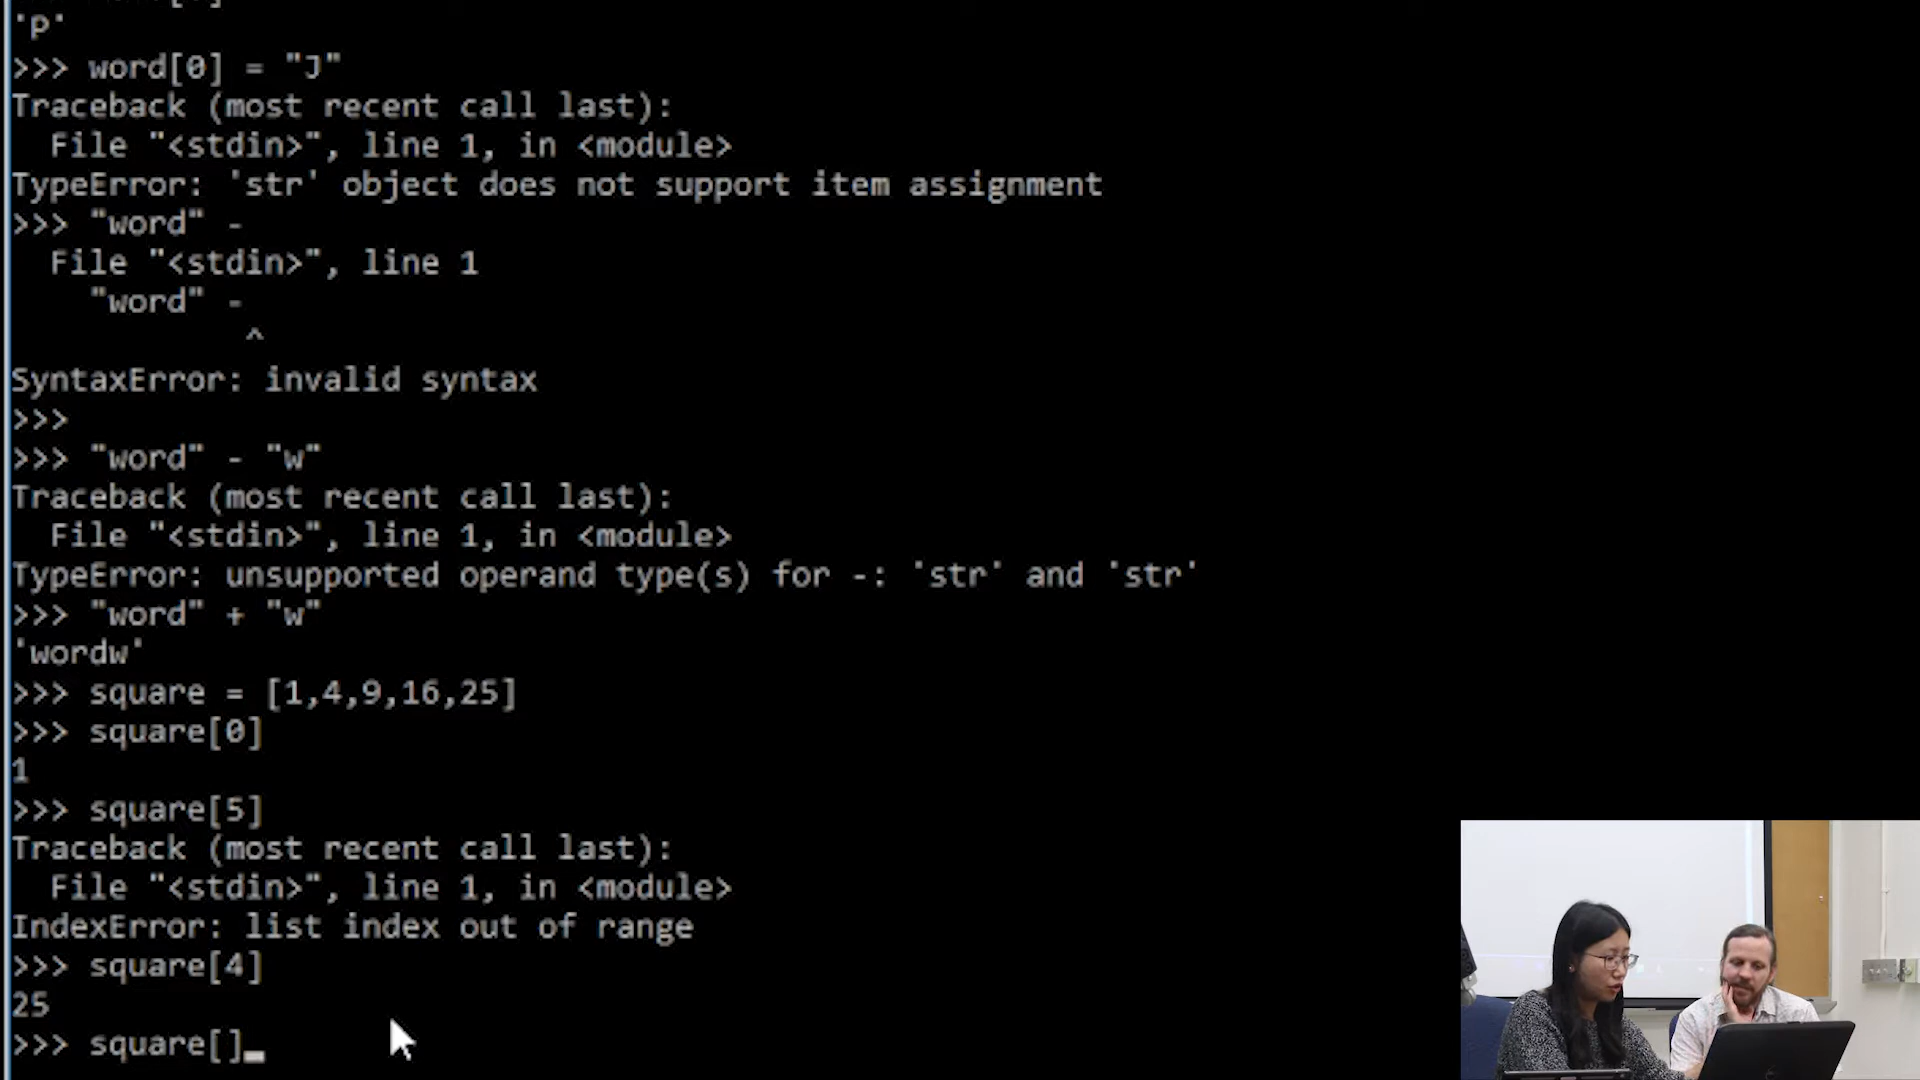 'P'
>>> word[0] = "J"
Traceback (most recent call last):
  File "<stdin>", line 1, in <module>
TypeError: 'str' object does not support item assignment
>>> "word" -
  File "<stdin>", line 1
    "word" -
            ^
SyntaxError: invalid syntax
>>>
>>> "word" - "w"
Traceback (most recent call last):
  File "<stdin>", line 1, in <module>
TypeError: unsupported operand type(s) for -: 'str' and 'str'
>>> "word" + "w"
'wordw'
>>> square = [1,4,9,16,25]
>>> square[0]
1
>>> square[5]
Traceback (most recent call last):
  File "<stdin>", line 1, in <module>
IndexError: list index out of range
>>> square[4]
25
>>> square[]